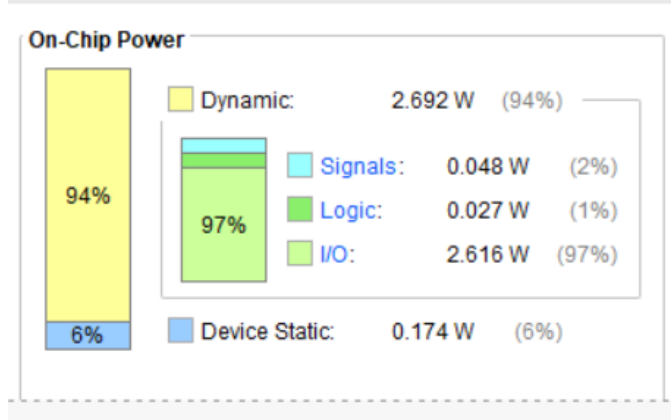 On-Chip Power
Dynamic: 2.692 W (94%)
94%
97%
Signals: 0.048 W (2%)
Logic: 0.027 W (1%)
I/O: 2.616 W (97%)
6%
Device Static: 0.174 W (6%)